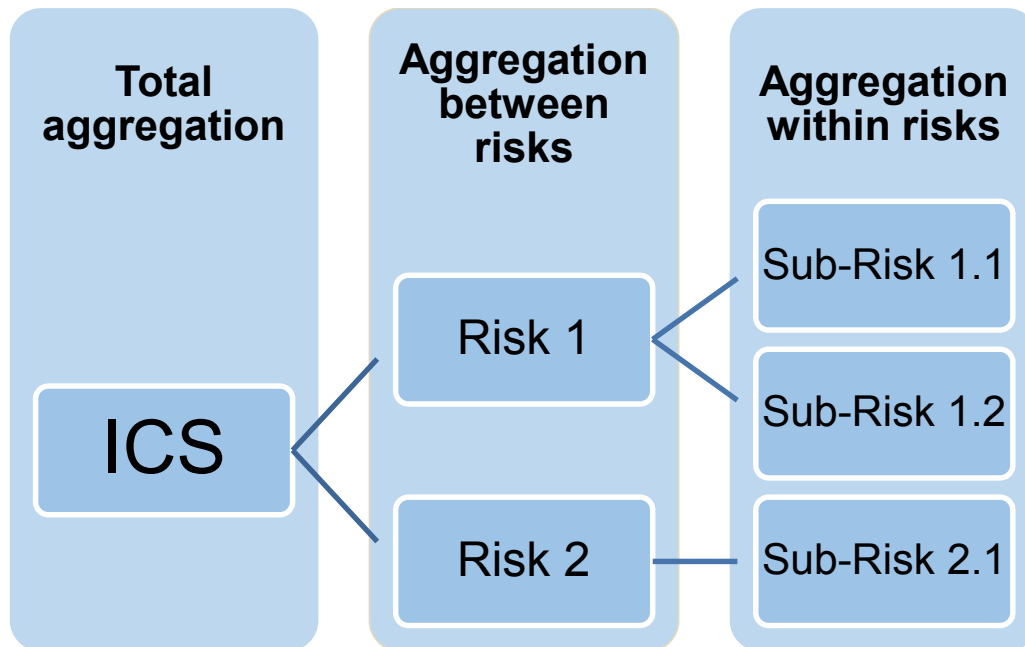 Total
aggregation
ICS
Aggregation
between
risks
Risk 1
Risk 2
Aggregation
within risks
Sub-Risk 1.1
Sub-Risk 1.2
Sub-Risk 2.1